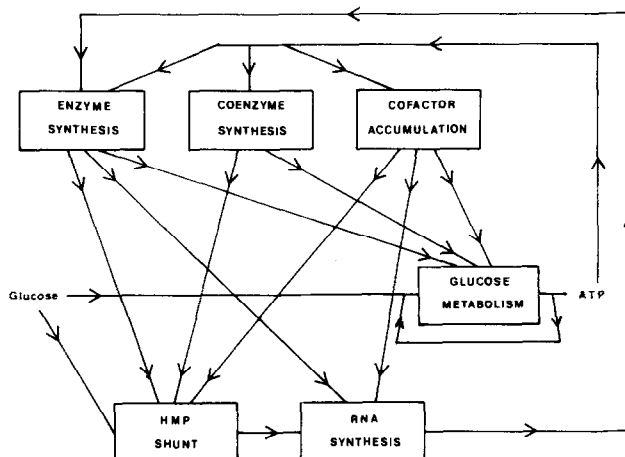 ENZYME
SYNTHESIS
COENZYME
SYNTHESIS
COFACTOR
ACCUMULATION
Glucose
GLUCOSE
METABOLISM
ATP
HMP
SHUNT
RNA
SYNTHESIS